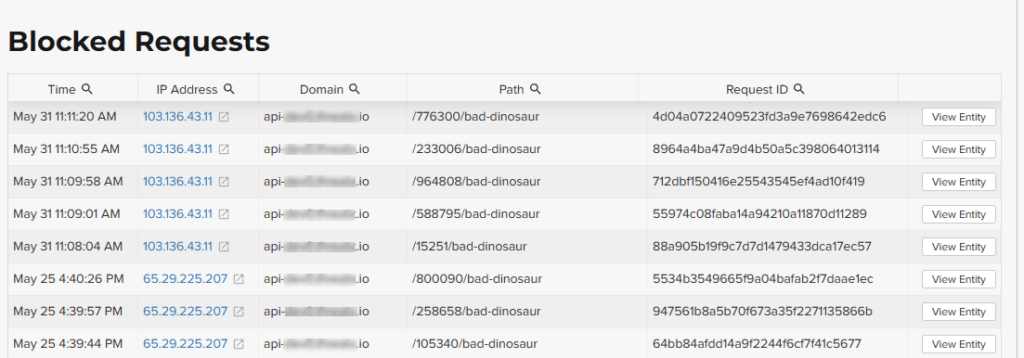 Blocked Requests
Time IP Address Domain Path Request ID
May 31 11:11:20 AM 103.136.43.11 api- .io /776300/bad-dinosaur 4d04a0722409523fd3a9e7698642edc6 View Entity
May 31 11:10:55 AM 103.136.43.11 api- .io /233006/bad-dinosaur 8964a4ba47a9d4b50a5c398064013114 View Entity
May 31 11:09:58 AM 103.136.43.11 api- .io /964808/bad-dinosaur 712dbf150416e25543545ef4ad10f419 View Entity
May 31 11:09:01 AM 103.136.43.11 api- .io /588795/bad-dinosaur 55974c08faba14a94210a11870d11289 View Entity
May 31 11:08:04 AM 103.136.43.11 api- .io /15251/bad-dinosaur 88a905b19f9c7d7d1479433dca17ec57 View Entity
May 25 4:40:26 PM 65.29.225.207 api- .io /800090/bad-dinosaur 5534b3549665f9a04bafab2f7daae1ec View Entity
May 25 4:39:57 PM 65.29.225.207 api- .io /258658/bad-dinosaur 947561b8a5b70f673a35f2271135866b View Entity
May 25 4:39:44 PM 65.29.225.207 api- .io /105340/bad-dinosaur 64bb84afdd14a9f2244f6cf7f41c5677 View Entity